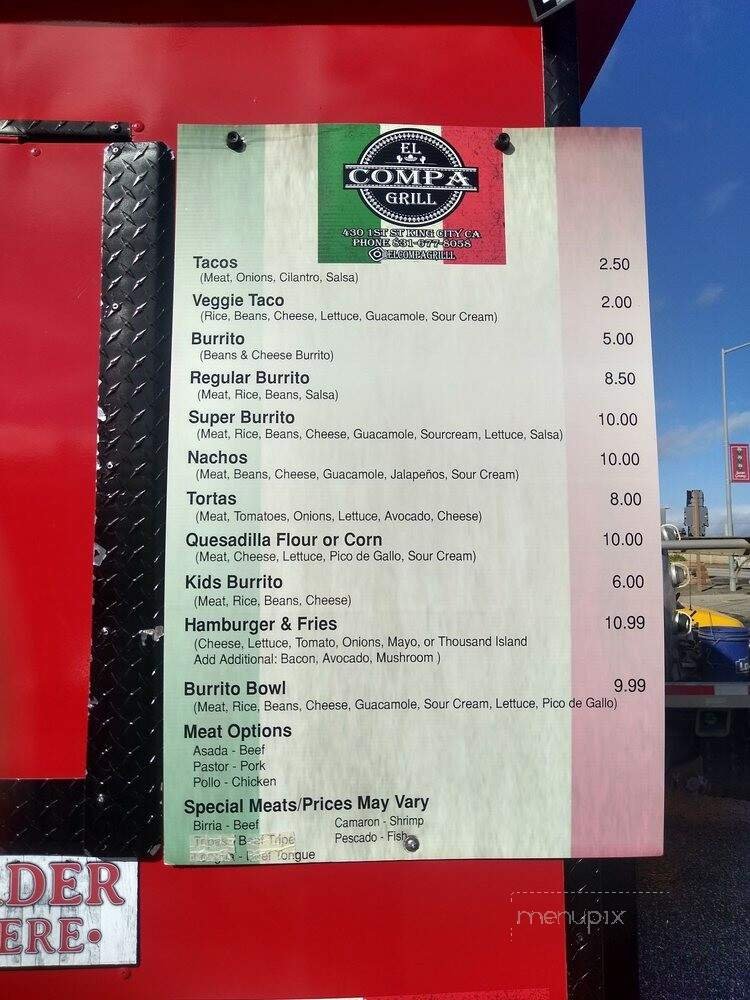 EL
COMPA
GRILL
430 1ST ST KING CITY CA
PHONE 831-677-8058
@ELCOMPAGRILLL
Tacos 2.50
(Meat, Onions, Cilantro, Salsa)
Veggie Taco 2.00
(Rice, Beans, Cheese, Lettuce, Guacamole, Sour Cream)
Burrito 5.00
(Beans & Cheese Burrito)
Regular Burrito 8.50
(Meat, Rice, Beans, Salsa)
Super Burrito 10.00
(Meat, Rice, Beans, Cheese, Guacamole, Sourcream, Lettuce, Salsa)
Nachos 10.00
(Meat, Beans, Cheese, Guacamole, Jalapeños, Sour Cream)
Tortas 8.00
(Meat, Tomatoes, Onions, Lettuce, Avocado, Cheese)
Quesadilla Flour or Corn 10.00
(Meat, Cheese, Lettuce, Pico de Gallo, Sour Cream)
Kids Burrito 6.00
(Meat, Rice, Beans, Cheese)
Hamburger & Fries 10.99
(Cheese, Lettuce, Tomato, Onions, Mayo, or Thousand Island
Add Additional: Bacon, Avocado, Mushroom )
Burrito Bowl 9.99
(Meat, Rice, Beans, Cheese, Guacamole, Sour Cream, Lettuce, Pico de Gallo)
Meat Options
Asada - Beef
Pastor - Pork
Pollo - Chicken
Special Meats/Prices May Vary
Birria - Beef Camaron - Shrimp
Tripas / Beef Tripe Pescado - Fish
- Beef Tongue
DER
ERE•
menupix